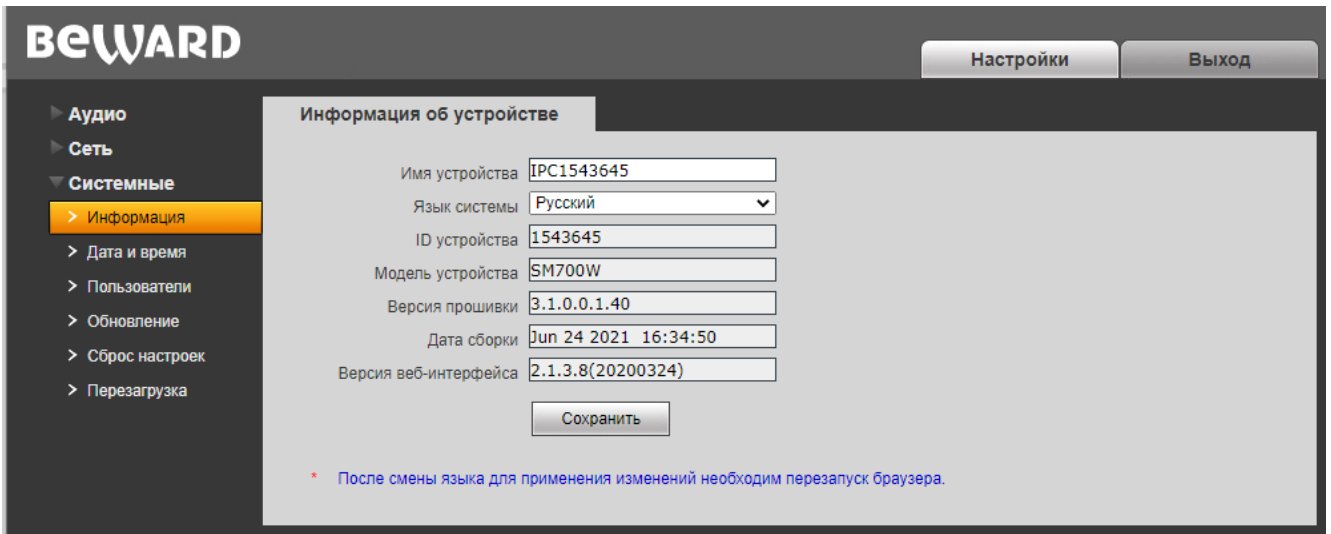 BEWARD
Настройки
Выход
Аудио
Сеть
Системные
Информация
Дата и время
Пользователи
Обновление
Сброс настроек
Перезагрузка
Информация об устройстве
Имя устройства IPC1543645
Язык системы Русский
ID устройства 1543645
Модель устройства SM700W
Версия прошивки 3.1.0.0.1.40
Дата сборки Jun 24 2021 16:34:50
Версия веб-интерфейса 2.1.3.8(20200324)
Сохранить
* После смены языка для применения изменений необходим перезапуск браузера.